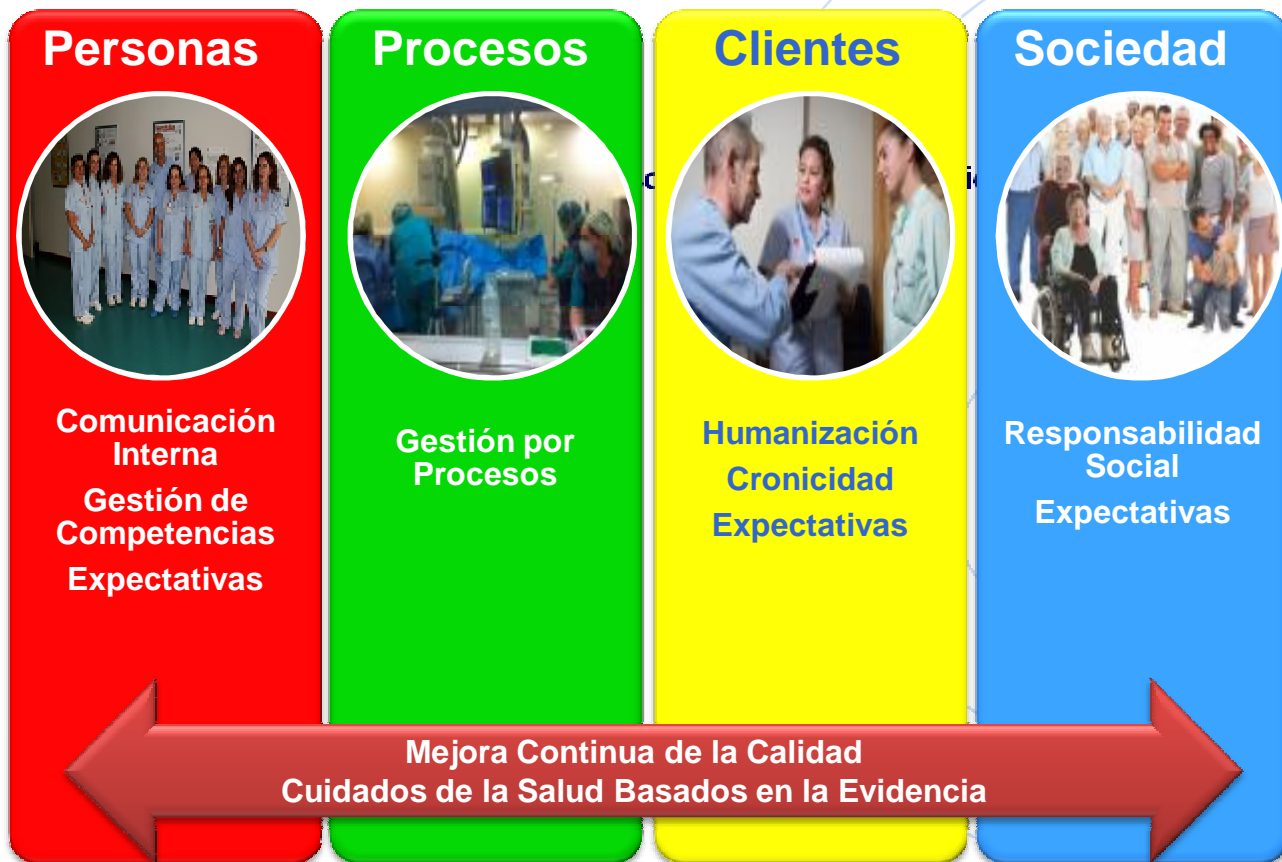 Personas
Procesos
Clientes
Sociedad
Comunicación
Interna
Gestión de
Competencias
Expectativas
Gestión por
Procesos
Humanización
Cronicidad
Expectativas
Responsabilidad
Social
Expectativas
Mejora Continua de la Calidad
Cuidados de la Salud Basados en la Evidencia